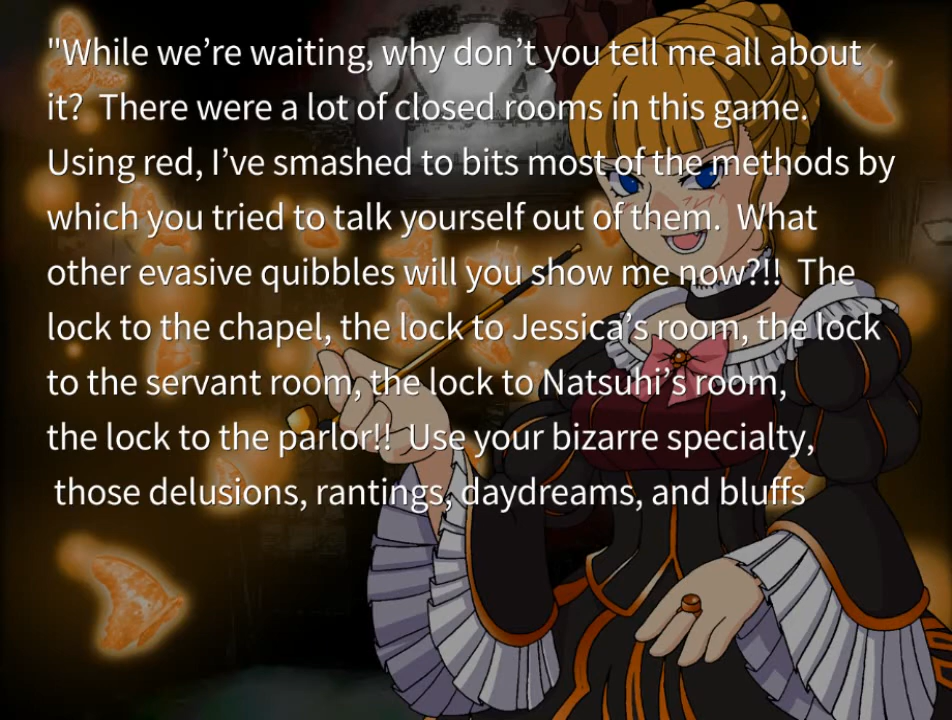 "While we’re waiting, why don’t you tell me all about
it?  There were a lot of closed rooms in this game.
Using red, I’ve smashed to bits most of the methods by
which you tried to talk yourself out of them.  What
other evasive quibbles will you show me now?!!  The
lock to the chapel, the lock to Jessica’s room, the lock
to the servant room, the lock to Natsuhi’s room,
the lock to the parlor!!  Use your bizarre specialty,
those delusions, rantings, daydreams, and bluffs